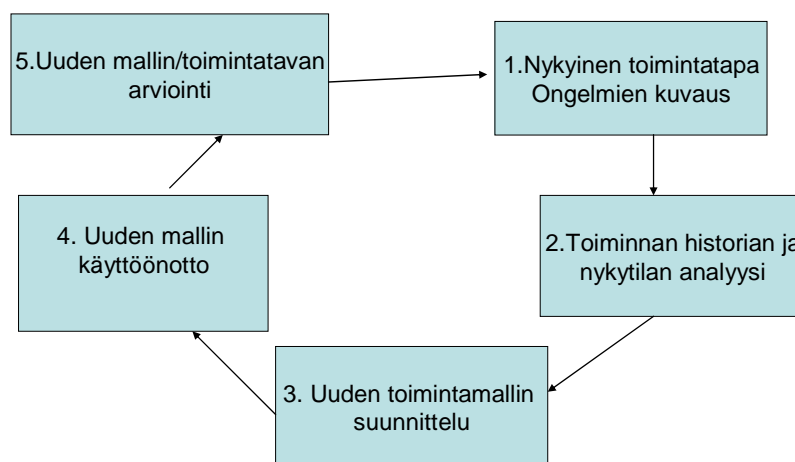 5.Uuden mallin/toimintatavan
arviointi
1.Nykyinen toimintatapa
Ongelmien kuvaus
4. Uuden mallin
käyttöönotto
2.Toiminnan historian ja
nykytilan analyysi
3. Uuden toimintamallin
suunnittelu